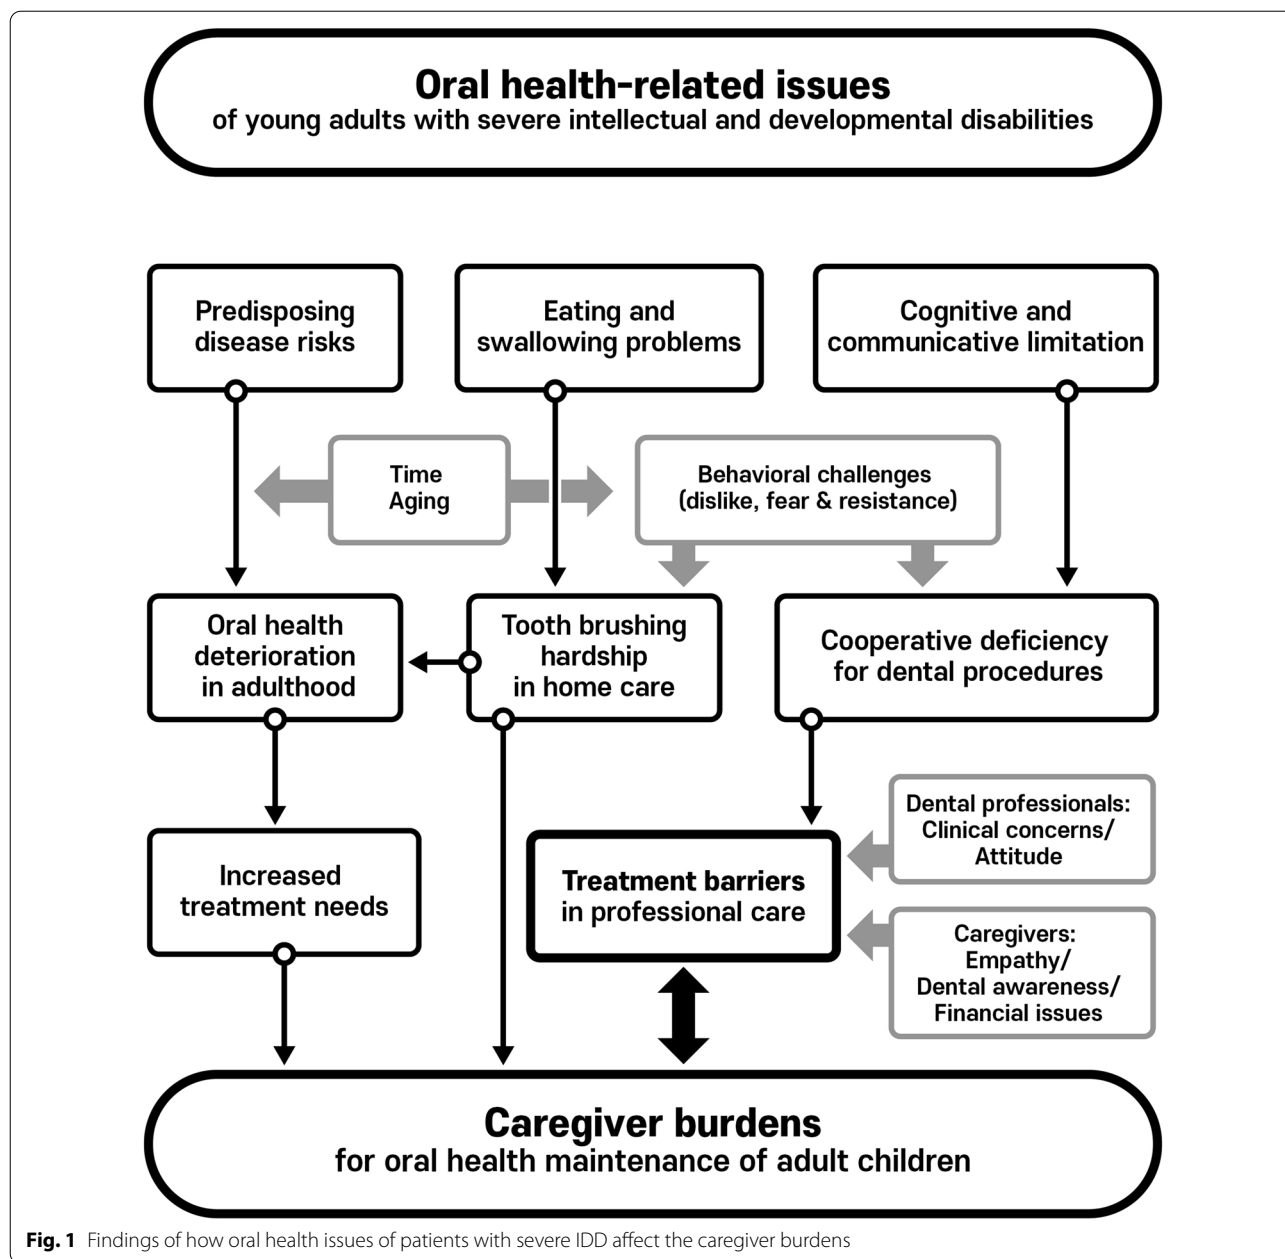 Oral health-related issues
of young adults with severe intellectual and developmental disabilities
Predisposing
disease risks
Eating and
swallowing problems
Cognitive and
communicative limitation
Time
Aging
Behavioral challenges
(dislike, fear & resistance)
Oral health
deterioration
in adulthood
Tooth brushing
hardship
in home care
Cooperative deficiency
for dental procedures
Increased
treatment needs
Treatment barriers
in professional care
Dental professionals:
Clinical concerns/
Attitude
Caregivers:
Empathy/
Dental awareness/
Financial issues
Caregiver burdens
for oral health maintenance of adult children
Fig. 1 Findings of how oral health issues of patients with severe IDD affect the caregiver burdens